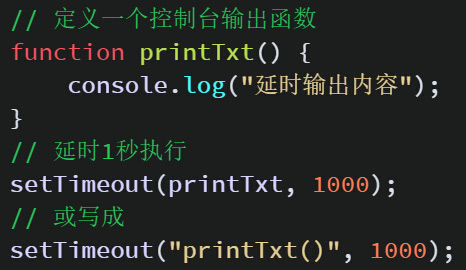 // 定义一个控制台输出函数
function printTxt() {
    console.log("延时输出内容");
}
// 延时1秒执行
setTimeout(printTxt, 1000);
// 或写成
setTimeout("printTxt()", 1000);